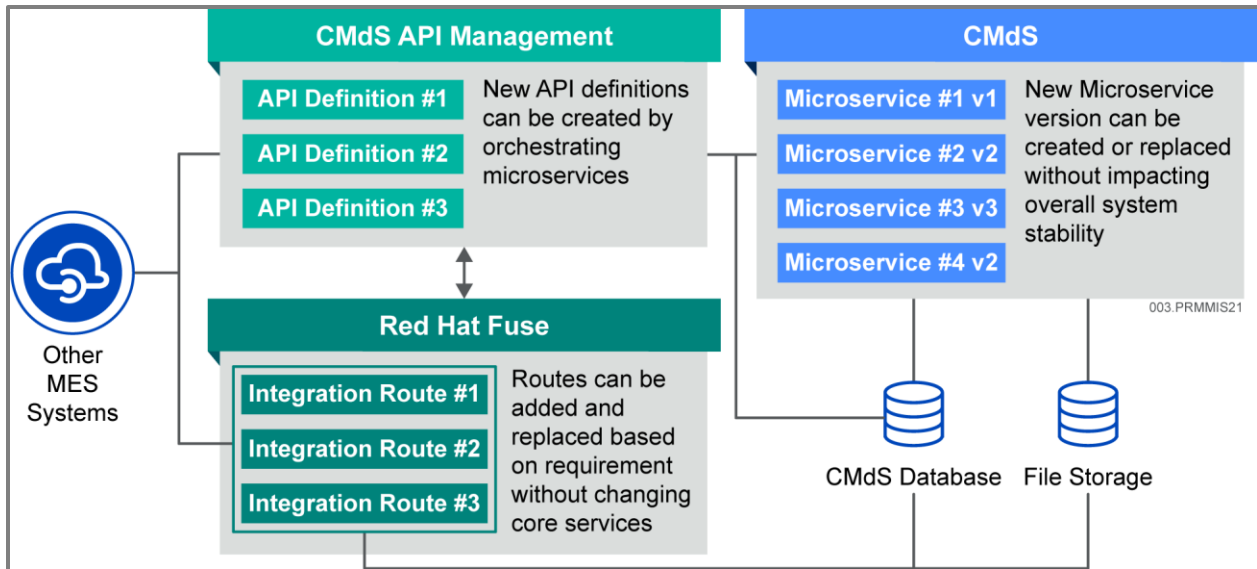 CMdS API Management
API Definition #1
API Definition #2
API Definition #3
New API definitions
can be created by
orchestrating
microservices
CMdS
Microservice #1 v1
Microservice #2 v2
Microservice #3 v3
Microservice #4 v2
New Microservice
version can be
created or replaced
without impacting
overall system
stability
003.PRMMIS21
Other
MES
Systems
Red Hat Fuse
Integration Route #1
Integration Route #2
Integration Route #3
Routes can be
added and
replaced based
on requirement
without changing
core services
CMdS Database
File Storage